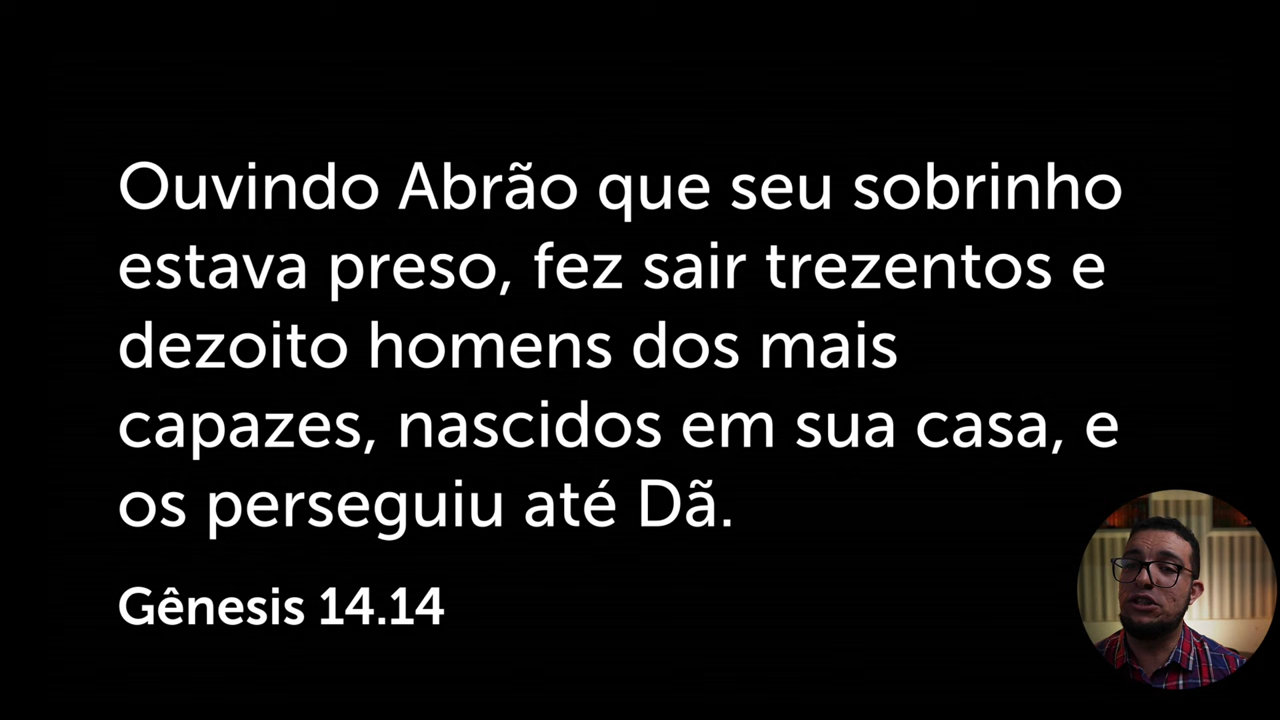 Ouvindo Abrão que seu sobrinho
estava preso, fez sair trezentos e
dezoito homens dos mais
capazes, nascidos em sua casa, e
os perseguiu até Dã.
Gênesis 14.14